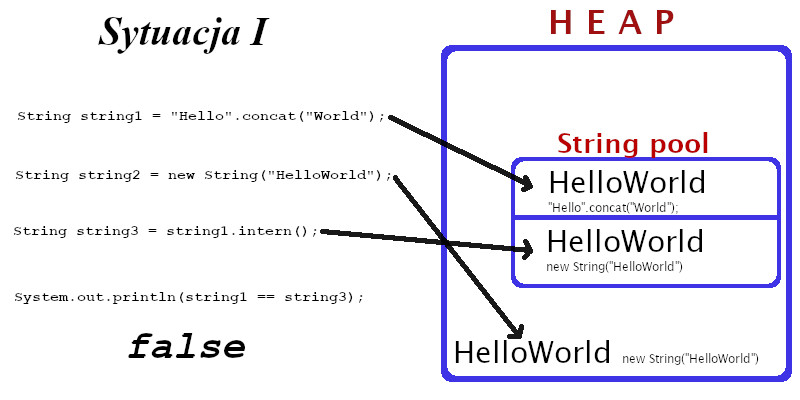 Sytuacja I
HEAP
String string1 = "Hello".concat("World");
String pool
HelloWorld
"Hello".concat("World");
String string2 = new String("HelloWorld");
String string3 = string1.intern();
HelloWorld
new String("HelloWorld")
System.out.println(string1 == string3);
false
HelloWorld new String("HelloWorld")